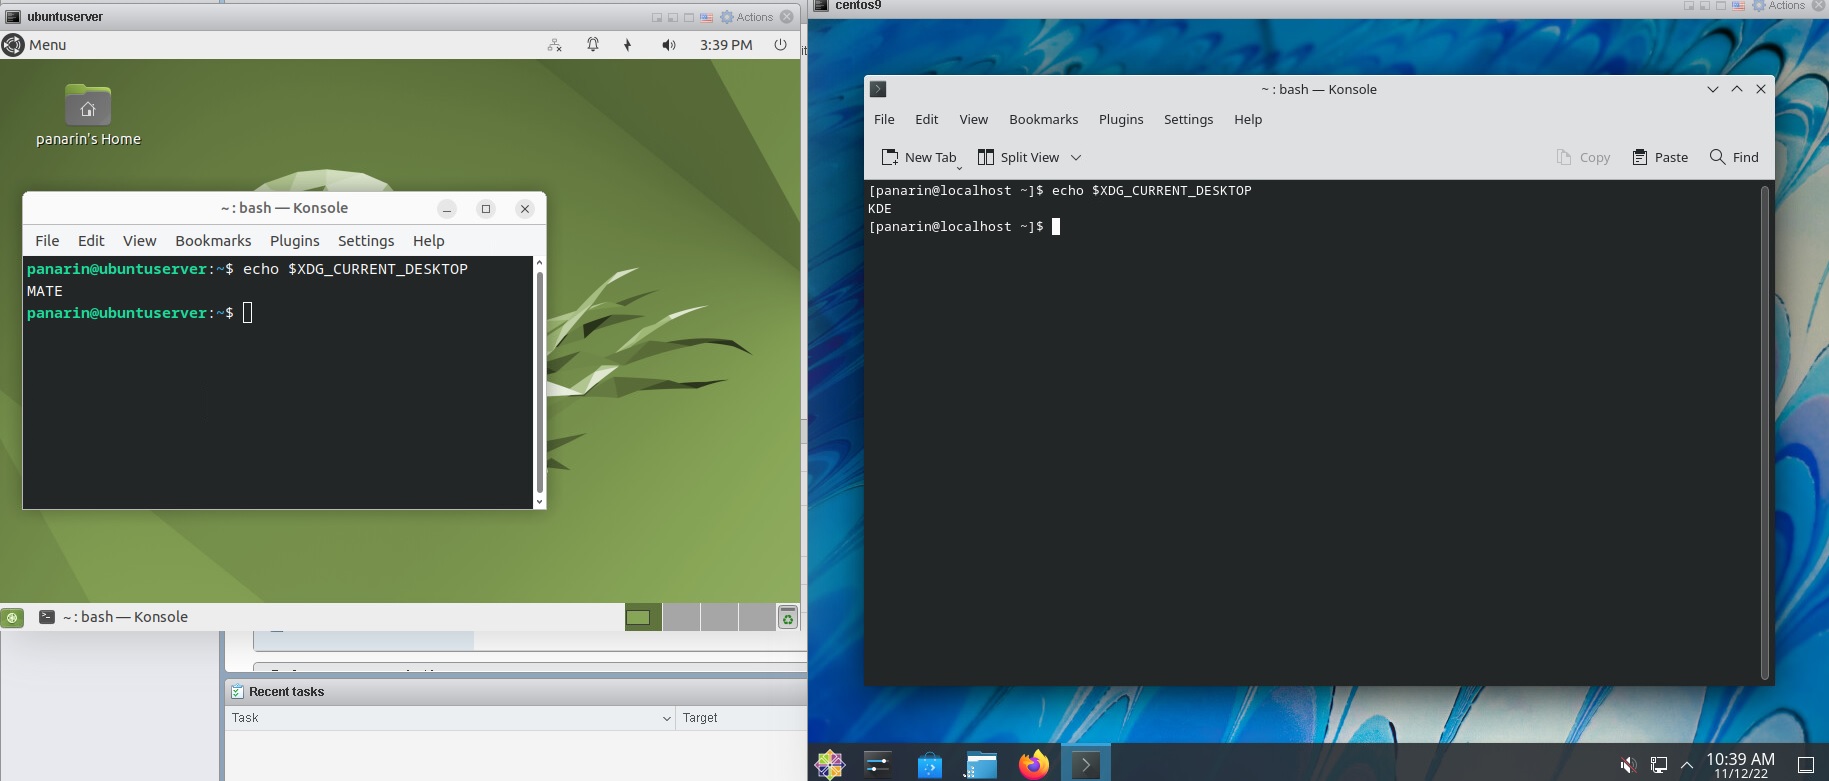 ubuntuserver
Actions
Menu
3:39 PM
panarin's Home
~ : bash — Konsole
File Edit View Bookmarks Plugins Settings Help
panarin@ubuntuserver:~$ echo $XDG_CURRENT_DESKTOP
MATE
panarin@ubuntuserver:~$
~ : bash — Konsole
Recent tasks
Task Target
centos9
Actions
~ : bash — Konsole
File Edit View Bookmarks Plugins Settings Help
New Tab Split View Copy Paste Find
[panarin@localhost ~]$ echo $XDG_CURRENT_DESKTOP
KDE
[panarin@localhost ~]$
10:39 AM
11/12/22